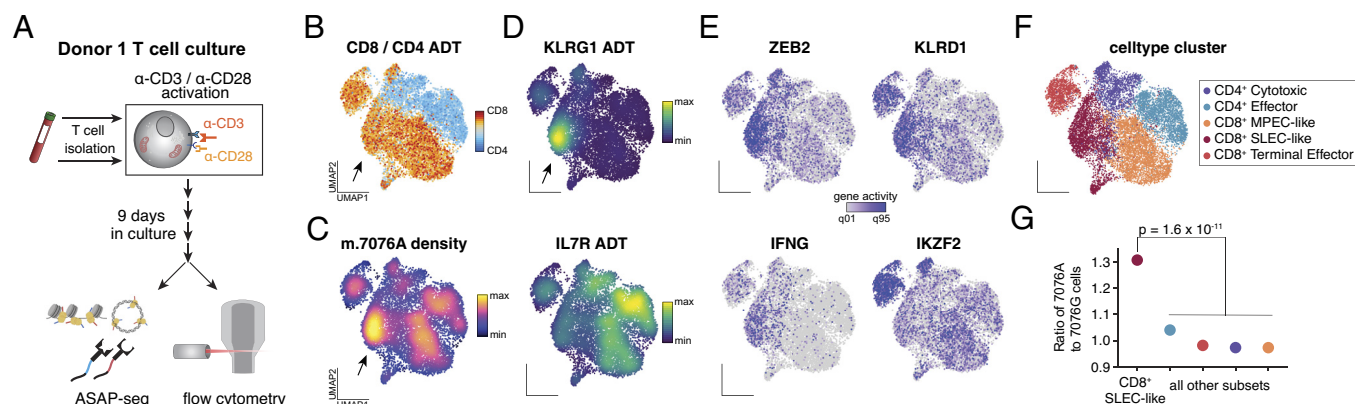 A
Donor 1 T cell culture
α-CD3 / α-CD28
activation
T cell
isolation
α-CD3
α-CD28
9 days
in culture
ASAP-seq
flow cytometry
B
CD8 / CD4 ADT
CD8
CD4
UMAP2
UMAP1
C
m.7076A density
max
min
UMAP2
UMAP1
D
KLRG1 ADT
max
min
IL7R ADT
max
min
E
ZEB2
KLRD1
gene activity
q01
q95
IFNG
IKZF2
F
celltype cluster
CD4⁺ Cytotoxic
CD4⁺ Effector
CD8⁺ MPEC-like
CD8⁺ SLEC-like
CD8⁺ Terminal Effector
G
p = 1.6 x 10⁻¹¹
Ratio of 7076A
to 7076G cells
1.3
1.2
1.1
1.0
0.9
CD8⁺
SLEC-like
all other subsets